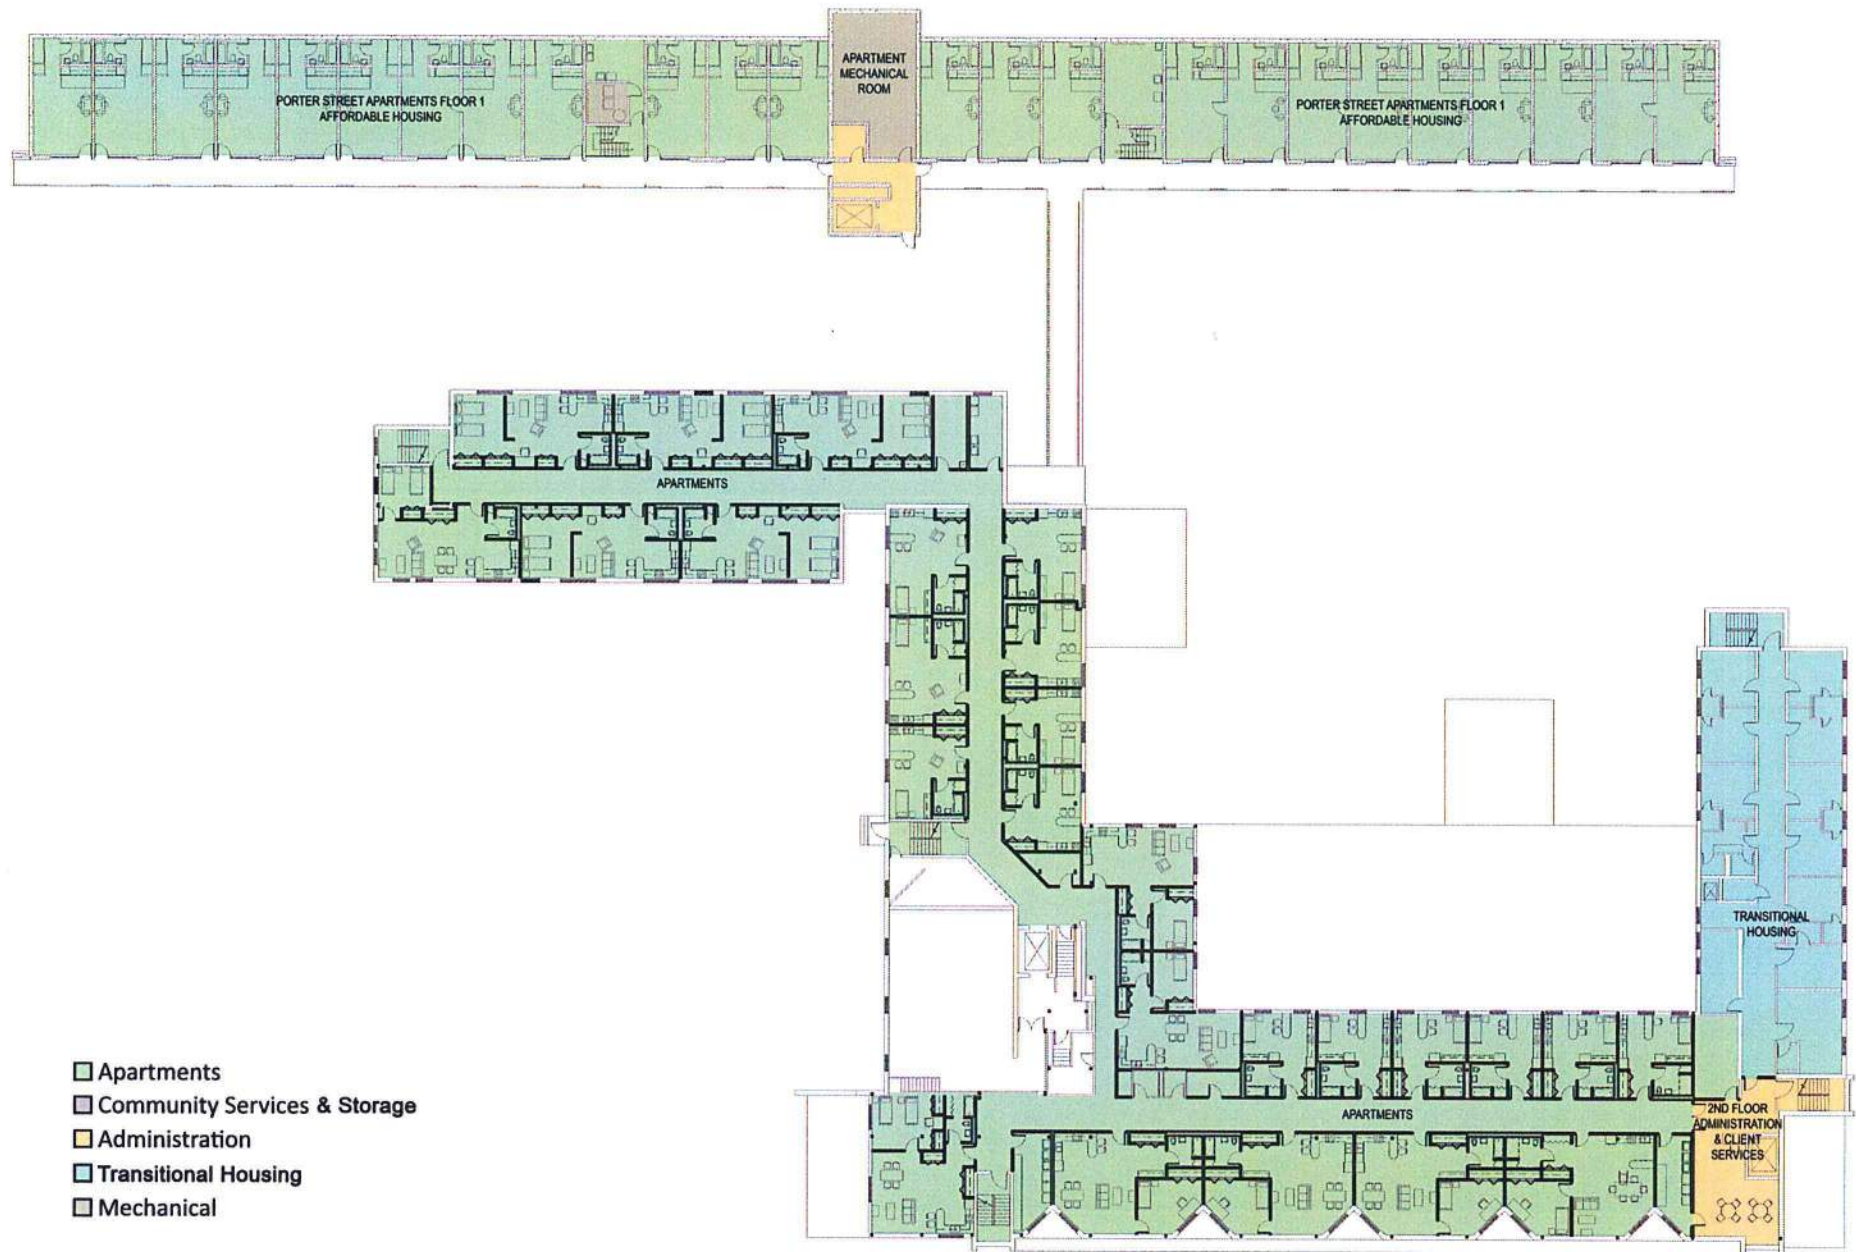 APARTMENT
MECHANICAL
ROOM
PORTER STREET APARTMENTS FLOOR 1
AFFORDABLE HOUSING
PORTER STREET APARTMENTS FLOOR 1
AFFORDABLE HOUSING
APARTMENTS
TRANSITIONAL
HOUSING
APARTMENTS
2ND FLOOR
ADMINISTRATION
& CLIENT
SERVICES
Apartments
Community Services & Storage
Administration
Transitional Housing
Mechanical